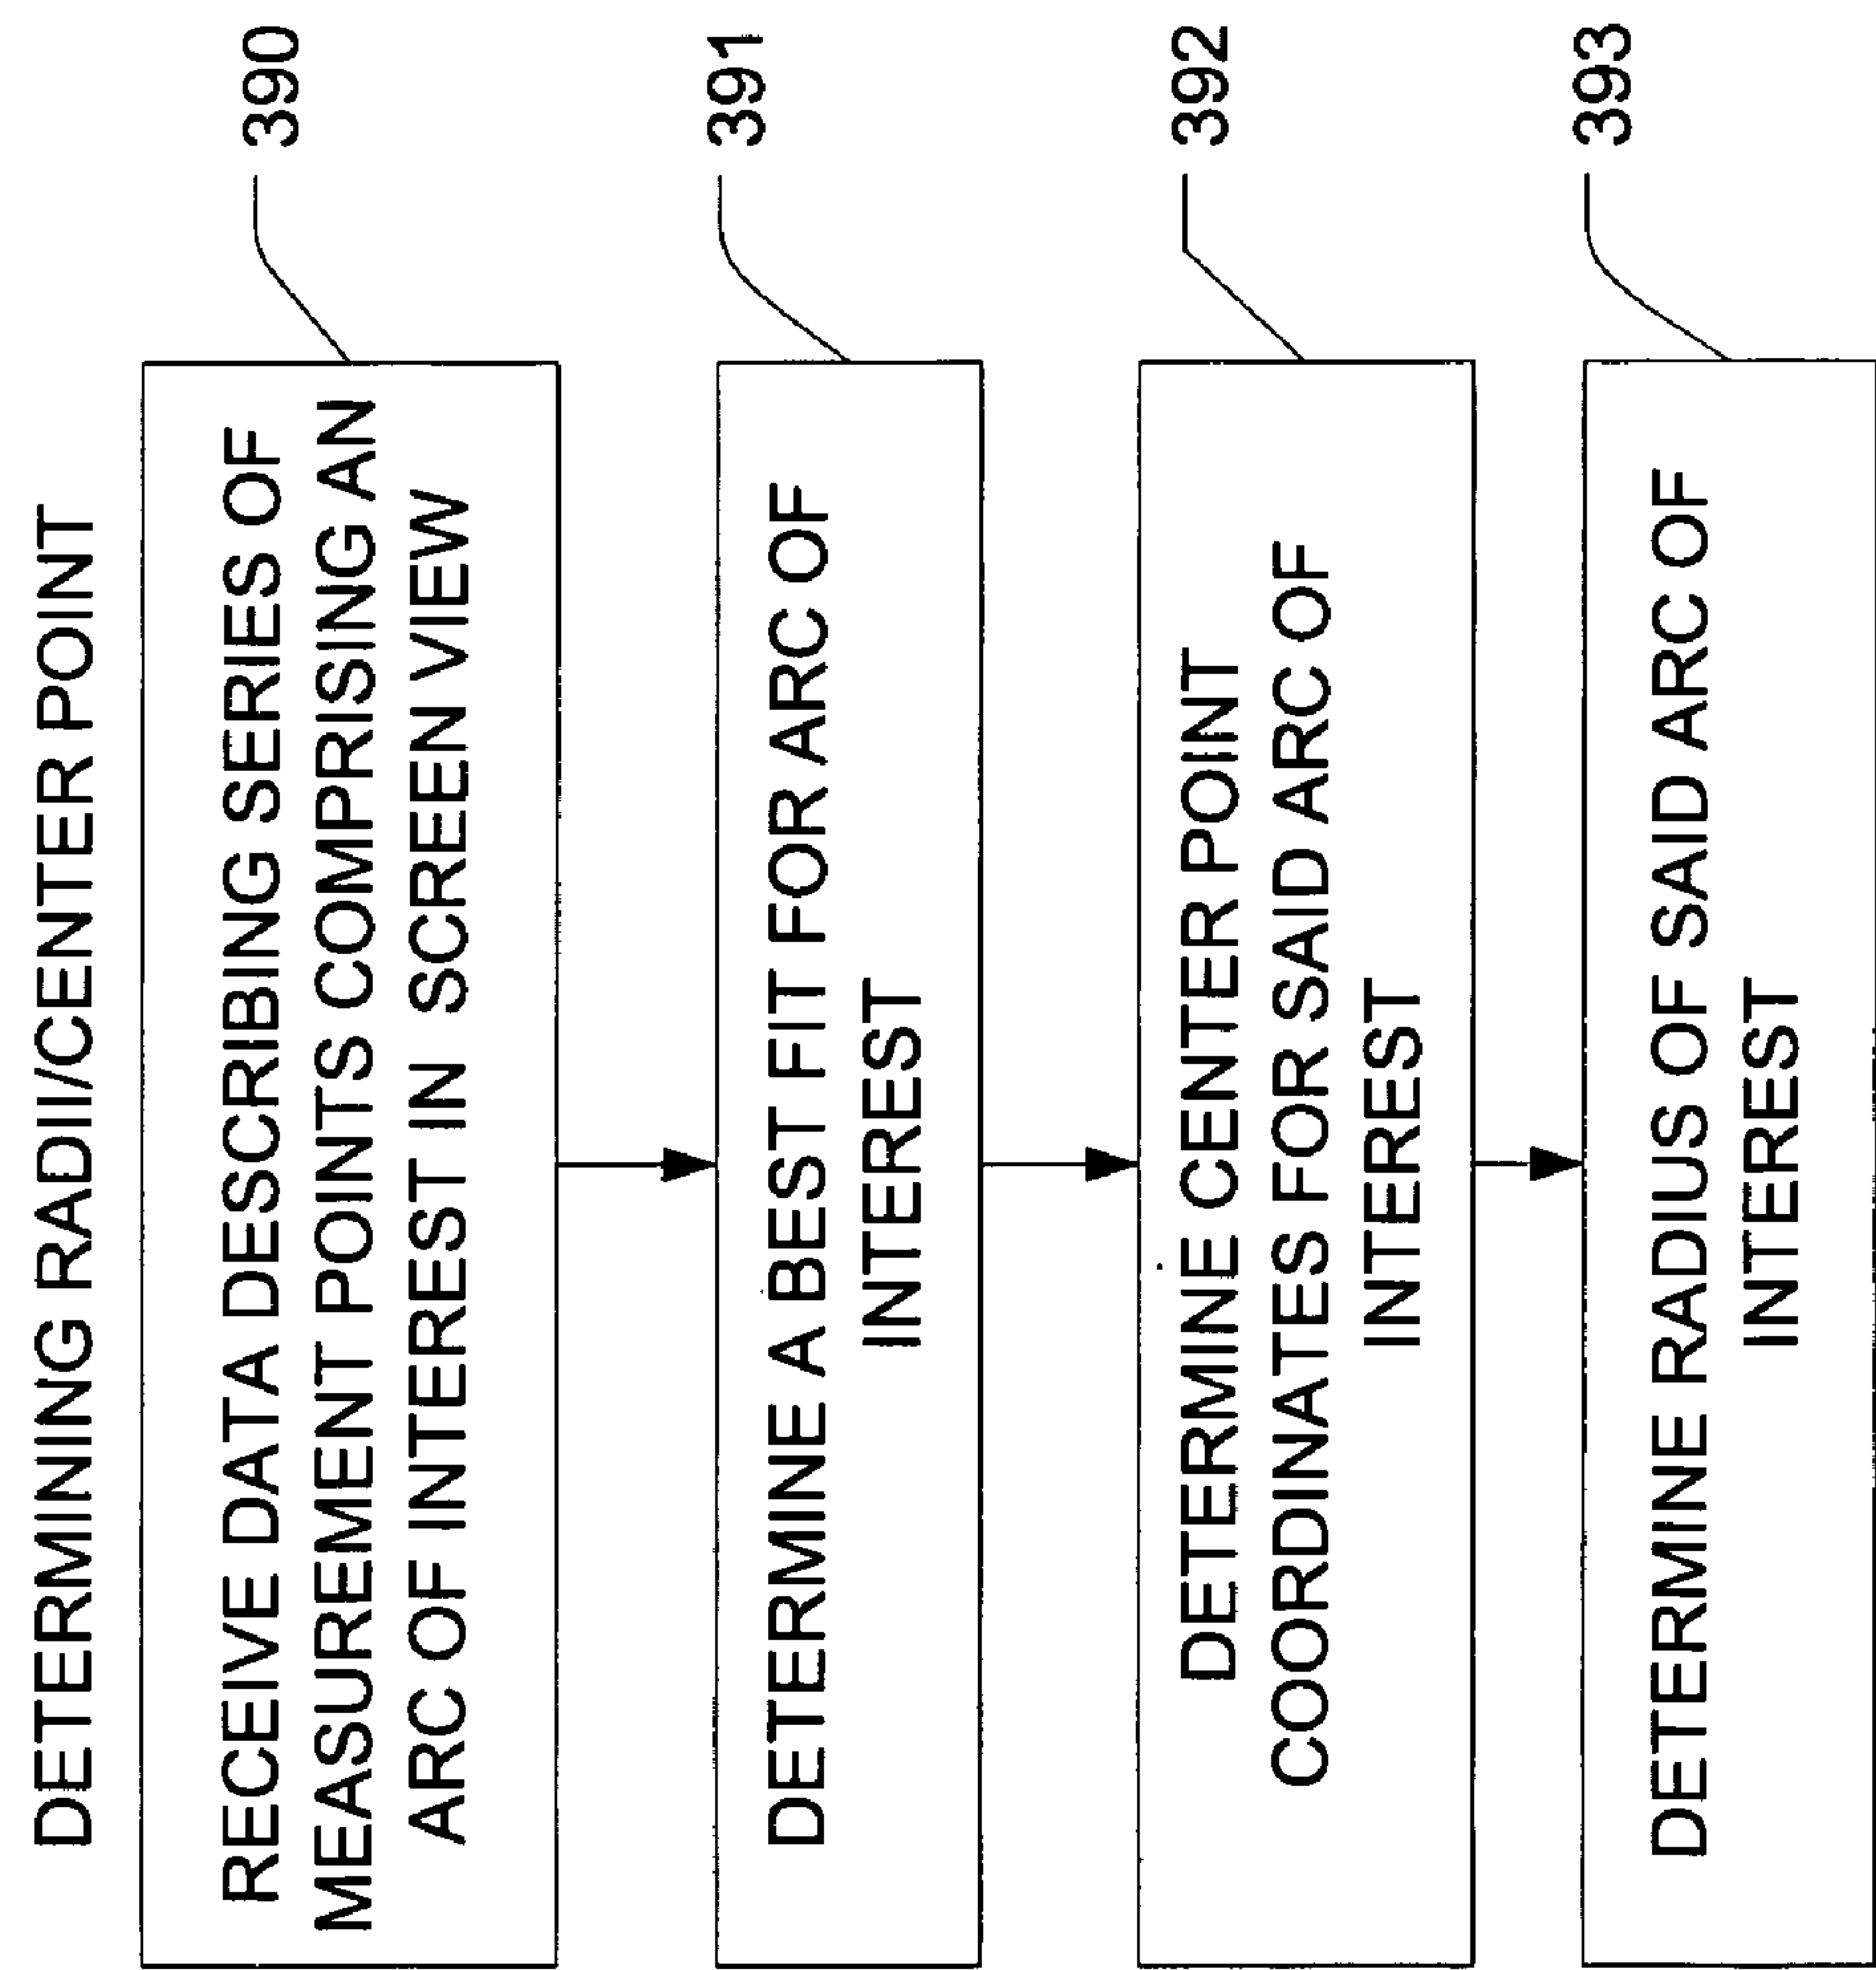 DETERMINING RADII/CENTER POINT
RECEIVE DATA DESCRIBING SERIES OF
MEASUREMENT POINTS COMPRISING AN
ARC OF INTEREST IN SCREEN VIEW
390
DETERMINE A BEST FIT FOR ARC OF
INTEREST
391
DETERMINE CENTER POINT
COORDINATES FOR SAID ARC OF
INTEREST
392
DETERMINE RADIUS OF SAID ARC OF
INTEREST
393